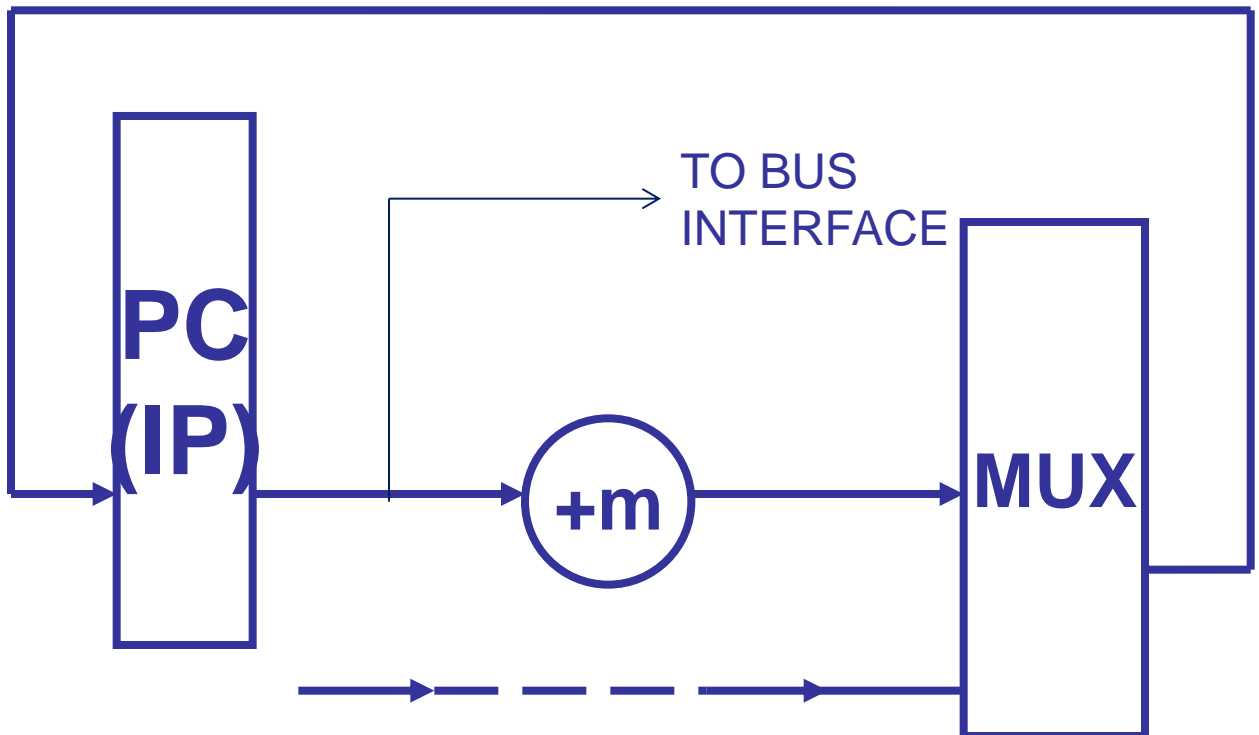 TO BUS
INTERFACE
PC
(IP)
+m
MUX